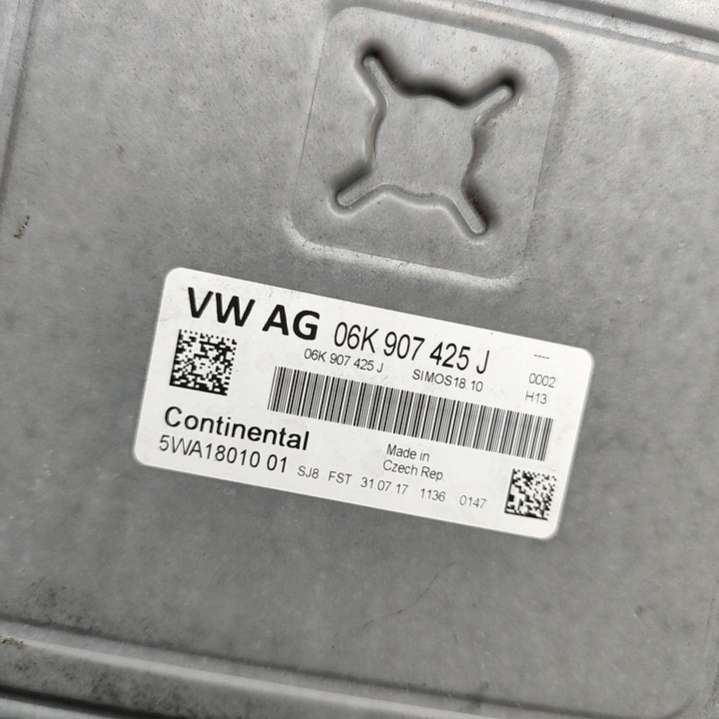 VW AG 06K 907 425 J
06K 907 425 J SIMOS18.10 0002
H13
Continental
5WA18010 01
Made in
Czech Rep.
SJ8 FST 31 07 17 1136 0147